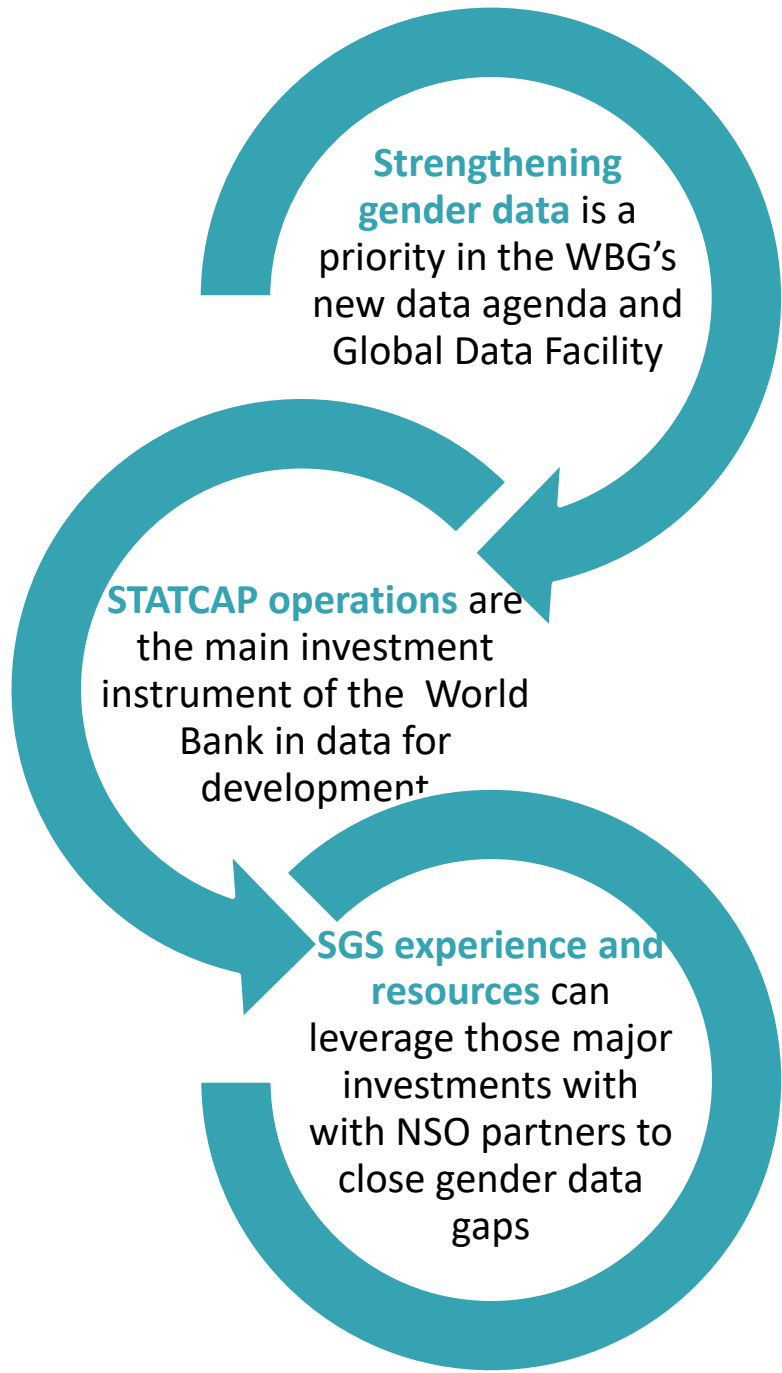 Strengthening
gender data is a
priority in the WBG’s
new data agenda and
Global Data Facility
STATCAP operations are
the main investment
instrument of the World
Bank in data for
development
SGS experience and
resources can
leverage those major
investments with
with NSO partners to
close gender data
gaps